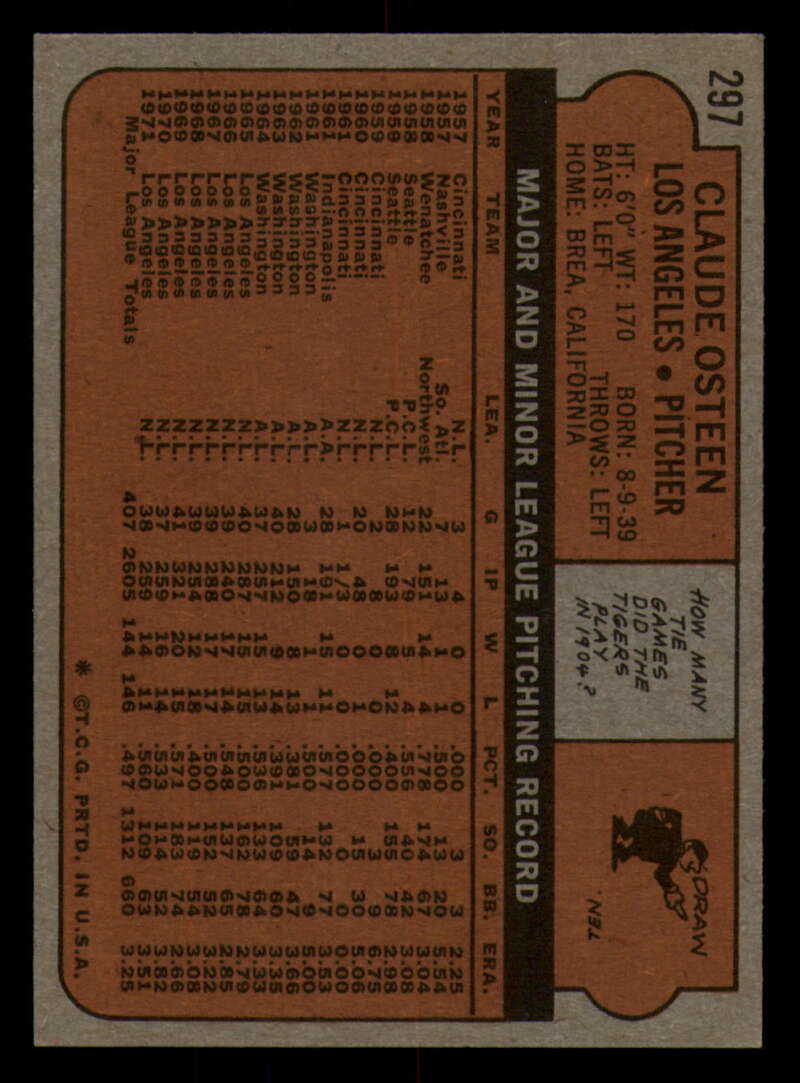 297
CLAUDE OSTEEN
LOS ANGELES • PITCHER
HT: 6'0" WT: 170 BORN: 8-9-39
BATS: LEFT THROWS: LEFT
HOME: BREA, CALIFORNIA
HOW MANY
TIE
GAMES
DID THE
TIGERS
PLAY
IN 1904?
DRAW
TEN.
MAJOR AND MINOR LEAGUE PITCHING RECORD
YEAR TEAM LEA. G IP W L PCT. SO. BB. ERA.
1957 Cincinnati N.L. 3 4 0 0 .000 3 3 2.25
1957 Nashville So. Atl. 7 13 1 1 .500 13 20 5.54
1958 Wenatchee Northwest 22 151 14 4 .778 174 67 3.04
1958 Seattle P.C.L. 12 79 5 4 .556 40 42 3.08
1959 Seattle P.C.L. 28 193 8 12 .400 155 78 2.98
1959 Cincinnati N.L. 2 8 0 0 .000 3 9 6.75
1960 Cincinnati N.L. 20 48 0 1 .000 15 30 5.06
1961 Cincinnati N.L. 1 1/3 0 0 .000 0 0 0.00
1961 Indianapolis A.A. 28 191 15 11 .577 132 77 3.53
1961 Washington A.L. 3 18 1 1 .500 14 9 5.00
1962 Washington A.L. 28 150 8 13 .381 59 47 3.66
1963 Washington A.L. 40 212 9 14 .391 109 60 3.35
1964 Washington A.L. 37 257 15 13 .536 133 64 3.33
1965 Los Angeles N.L. 40 287 15 15 .500 162 78 2.79
1966 Los Angeles N.L. 39 240 17 14 .548 137 65 2.85
1967 Los Angeles N.L. 39 288 17 17 .500 152 52 3.22
1968 Los Angeles N.L. 39 254 12 18 .400 119 54 3.08
1969 Los Angeles N.L. 41 321 20 15 .571 183 74 2.66
1970 Los Angeles N.L. 37 259 16 14 .533 114 52 3.82
1971 Los Angeles N.L. 38 259 14 11 .560 109 63 3.51
Major League Totals 407 2605 144 146 .497 1312 660 3.25
* ©T.C.G. PRTD. IN U.S.A.